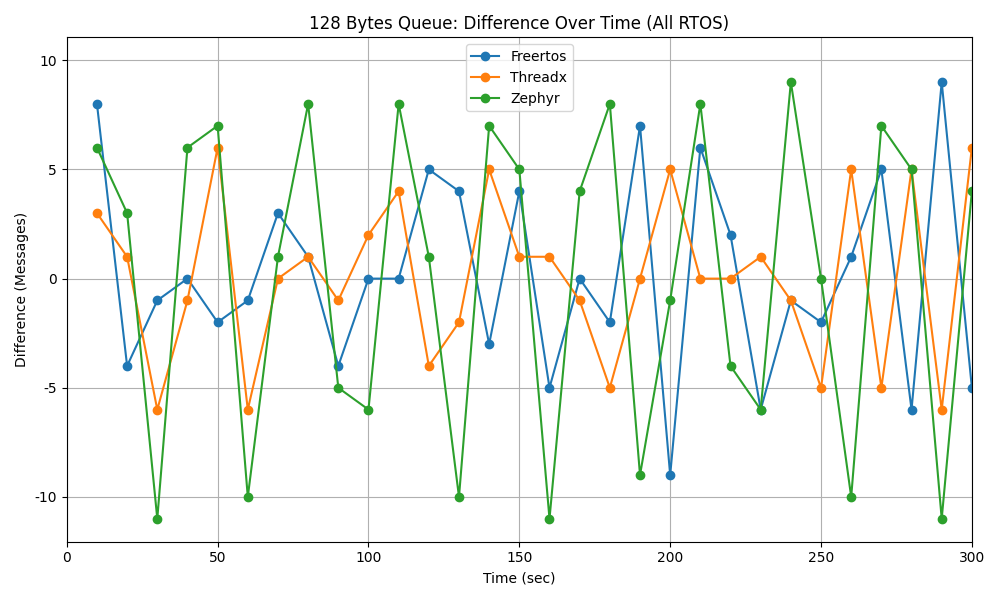 128 Bytes Queue: Difference Over Time (All RTOS)
Freertos
Threadx
Zephyr
Difference (Messages)
10
5
0
-5
-10
0 50 100 150 200 250 300
Time (sec)